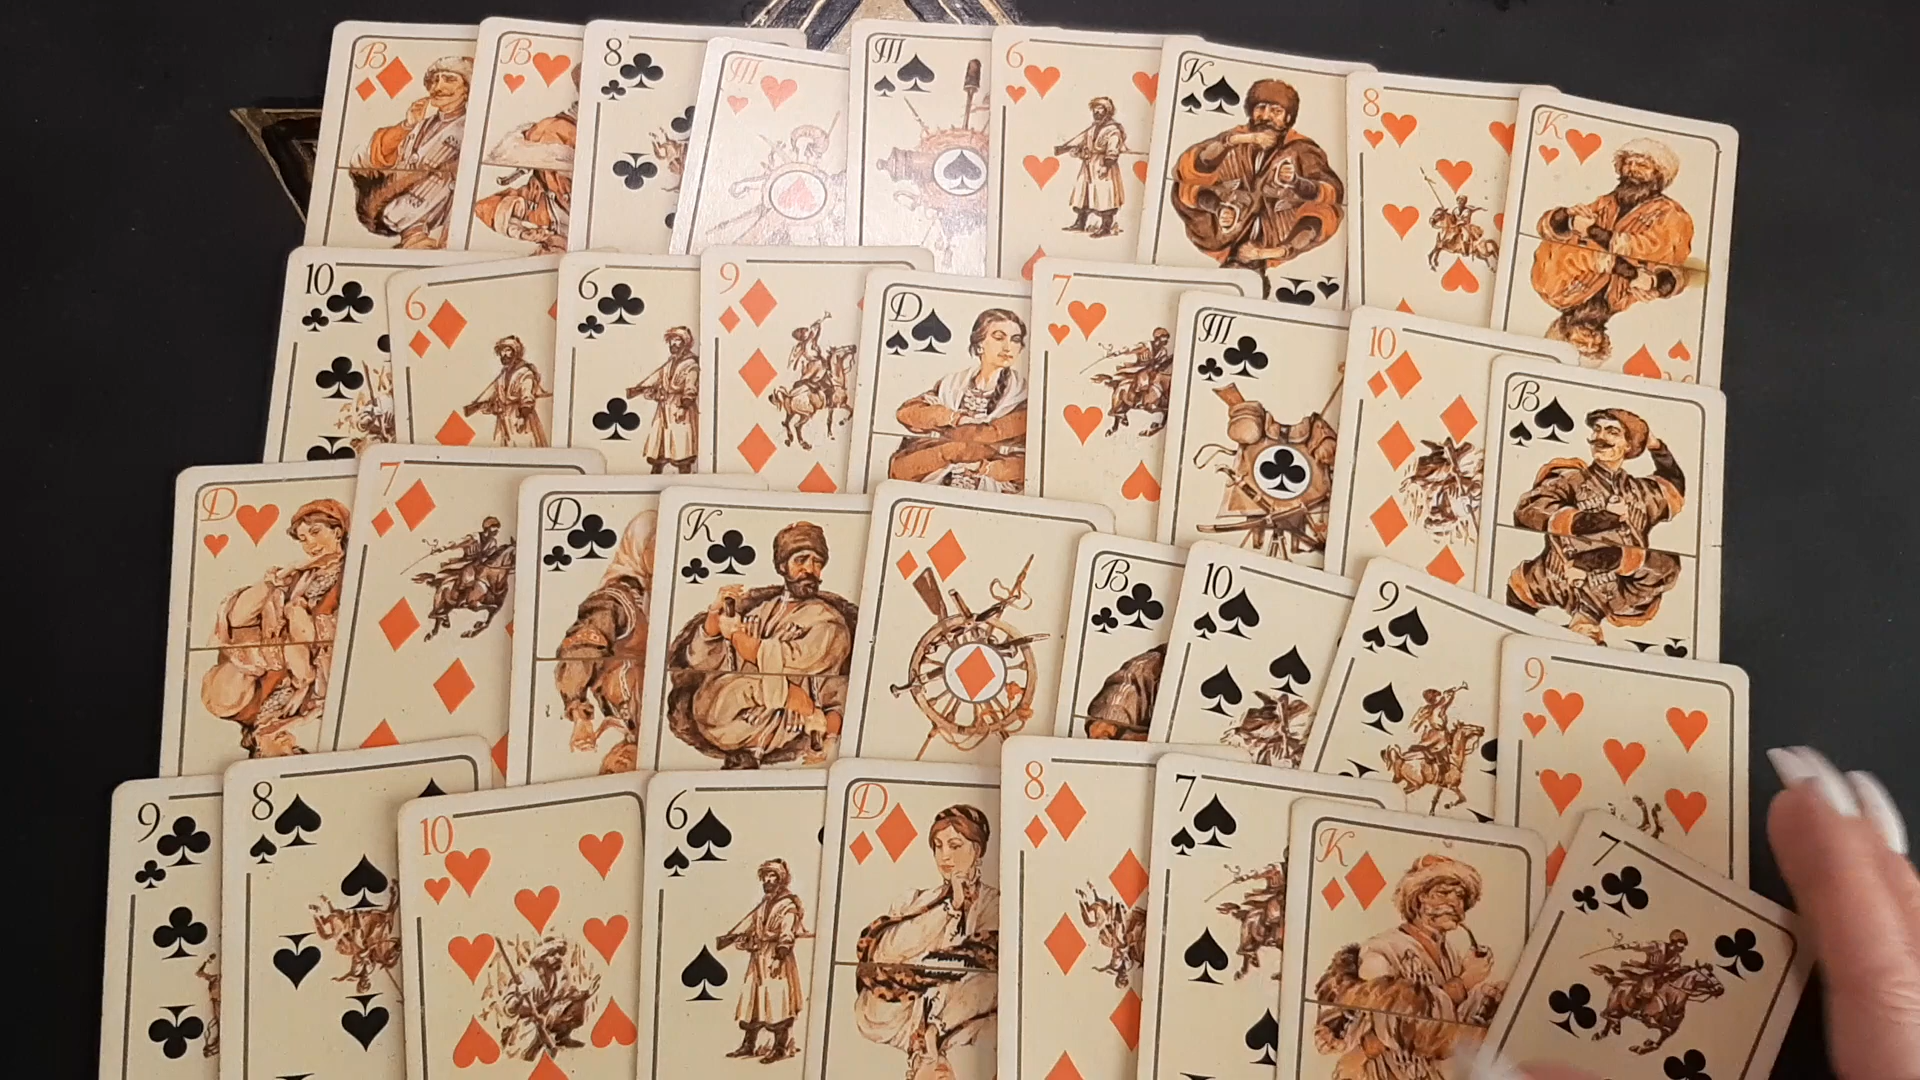 В В 8 Т Т 6 К 8 К
10 6 6 9 Д 7 Т 10 В
Д 7 Д К Т В 10 9 9
9 8 10 6 Д 8 7 К 7